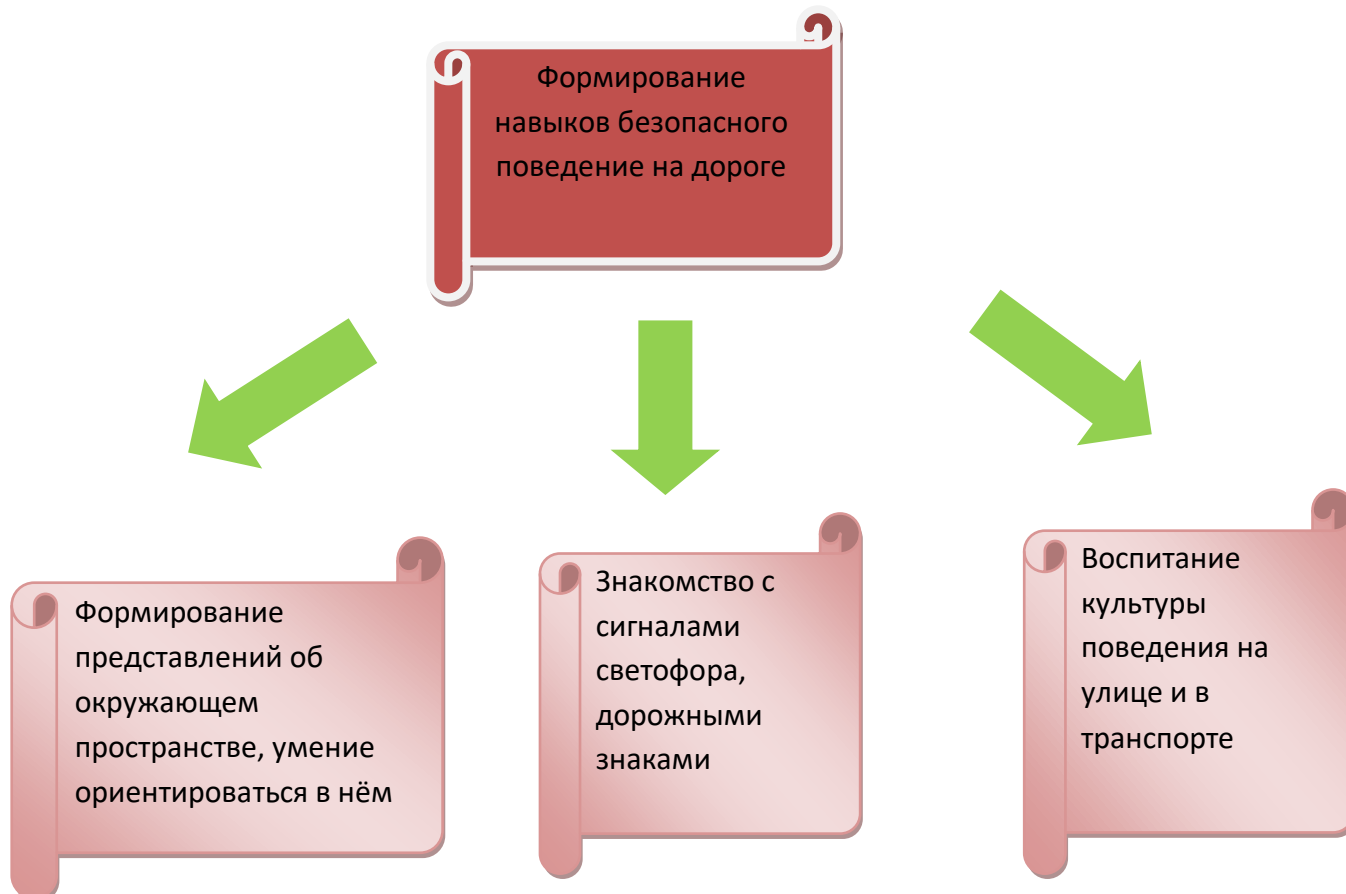 Формирование
навыков безопасного
поведение на дороге
Формирование
представлений об
окружающем
пространстве, умение
ориентироваться в нём
Знакомство с
сигналами
светофора,
дорожными
знаками
Воспитание
культуры
поведения на
улице и в
транспорте